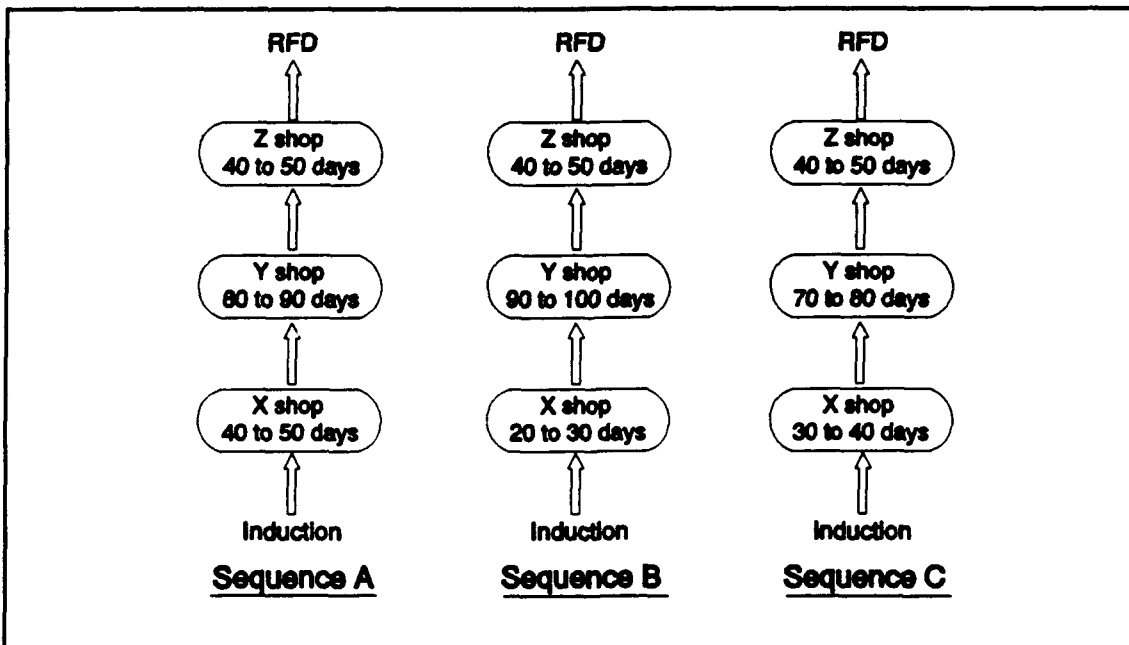 RFD RFD RFD
Z shop Z shop Z shop
40 to 50 days 40 to 50 days 40 to 50 days
Y shop Y shop Y shop
80 to 90 days 90 to 100 days 70 to 80 days
X shop X shop X shop
40 to 50 days 20 to 30 days 30 to 40 days
Induction Induction Induction
Sequence A Sequence B Sequence C